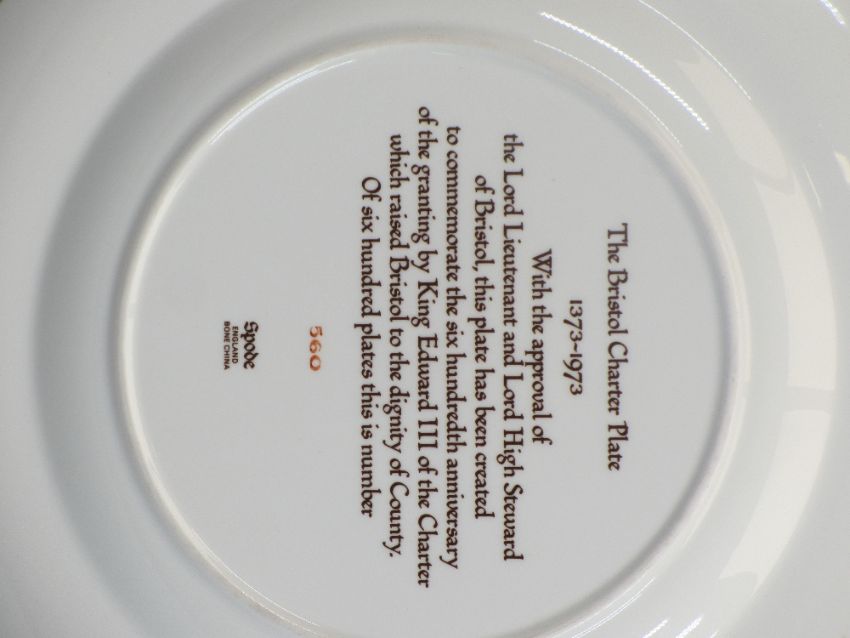 The Bristol Charter Plate
1373-1973
With the approval of
the Lord Lieutenant and Lord High Steward
of Bristol, this plate has been created
to commemorate the six hundredth anniversary
of the granting by King Edward III of the Charter
which raised Bristol to the dignity of County.
Of six hundred plates this is number
560
Spode
ENGLAND
BONE CHINA